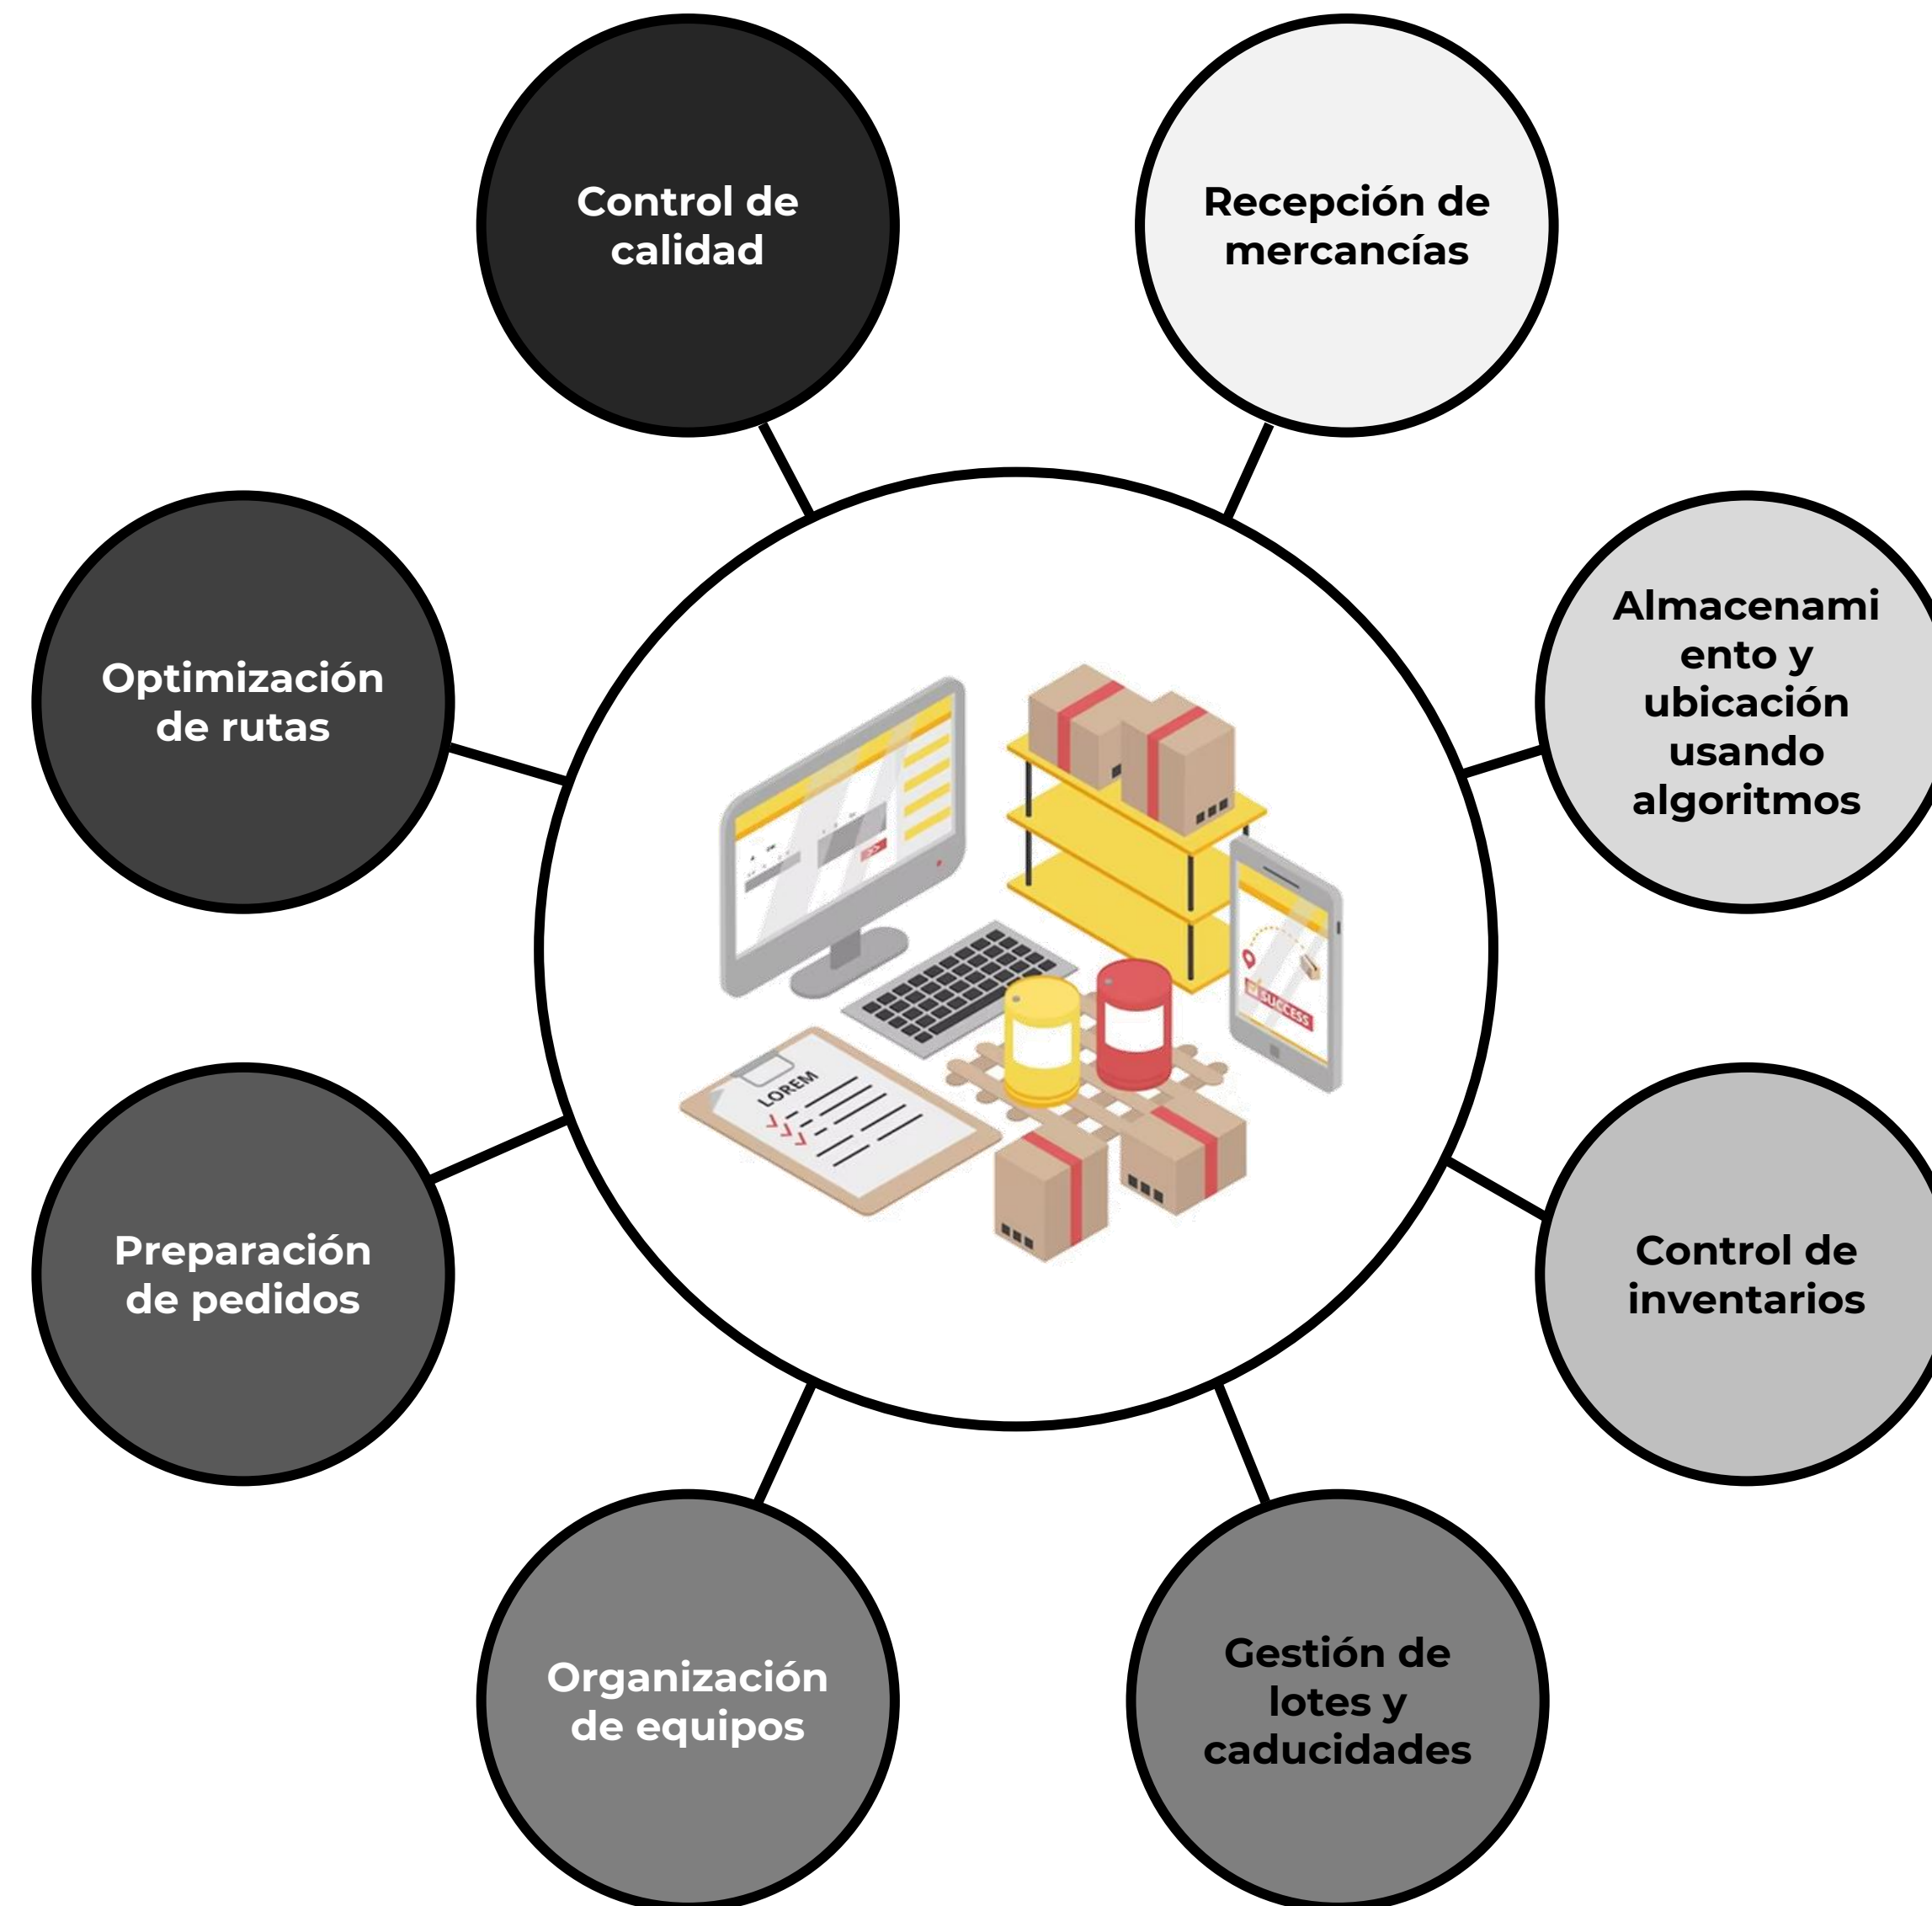 Control de
calidad
Recepción de
mercancías
Optimización
de rutas
Almacenami
ento y
ubicación
usando
algoritmos
SUCCESS
LOREM
Preparación
de pedidos
Control de
inventarios
Organización
de equipos
Gestión de
lotes y
caducidades